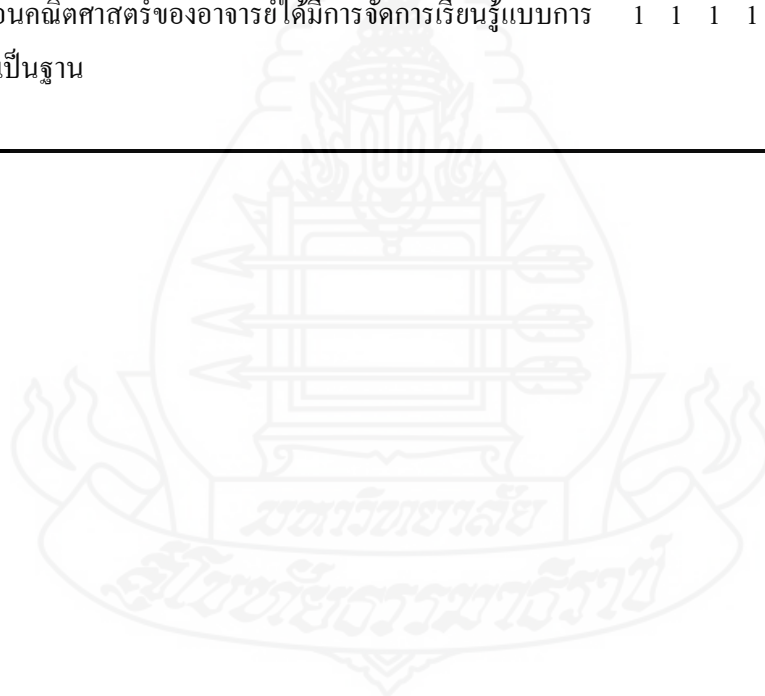 อนคณิตศาสตร์ของอาจารย์ได้มีการจัดการเรียนรู้แบบการ 1 1 1 1
เป็นฐาน
มหาวิทยาลัย
สุโขทัยธรรมาธิราช